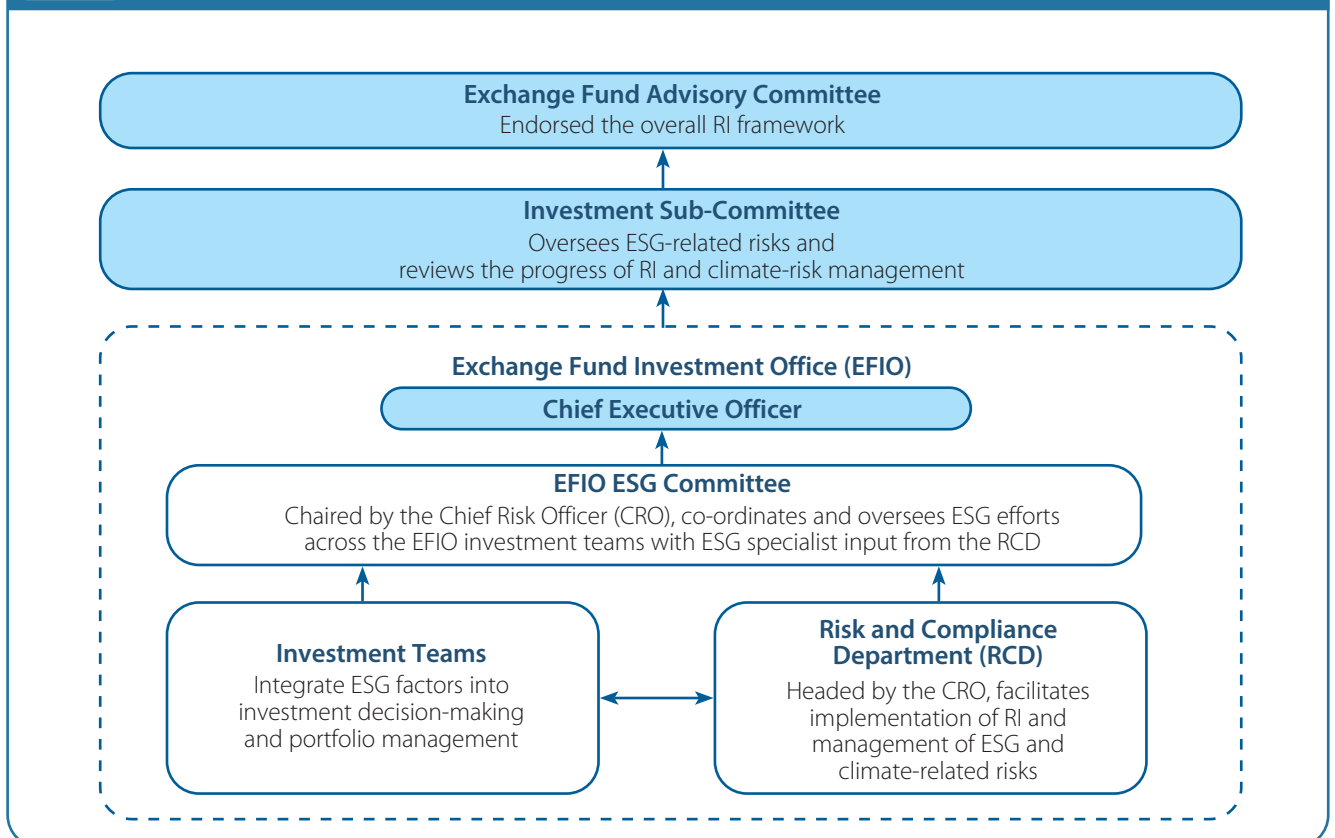 Exchange Fund Advisory Committee
Endorsed the overall RI framework
Investment Sub-Committee
Oversees ESG-related risks and
reviews the progress of RI and climate-risk management
Exchange Fund Investment Office (EFIO)
Chief Executive Officer
EFIO ESG Committee
Chaired by the Chief Risk Officer (CRO), co-ordinates and oversees ESG efforts
across the EFIO investment teams with ESG specialist input from the RCD
Investment Teams
Integrate ESG factors into
investment decision-making
and portfolio management
Risk and Compliance
Department (RCD)
Headed by the CRO, facilitates
implementation of RI and
management of ESG and
climate-related risks